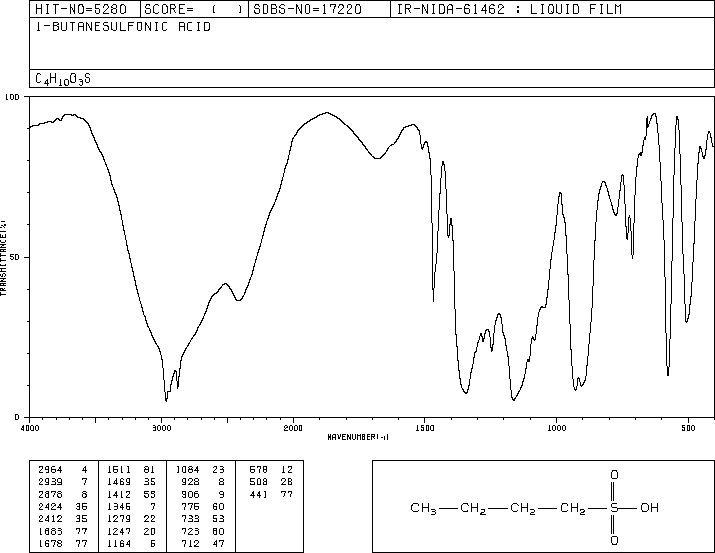 HIT-NO=5280 SCORE= ( ) SDBS-NO=17220 IR-NIDA-61462 : LIQUID FILM
1-BUTANESULFONIC ACID
C4H10O3S
100
50
0
TRANSMITTANCE(%)
4000 3000 2000 1500 1000 500
WAVENUMBER(-1)
2964 4 1511 81 1084 23 578 12
2939 7 1469 35 928 8 508 28
2878 8 1412 55 906 9 441 77
2424 35 1346 7 776 60
2412 35 1279 22 733 53
1683 77 1247 20 723 60
1678 77 1164 5 712 47
O
CH3—CH2—CH2—CH2—S—OH
O